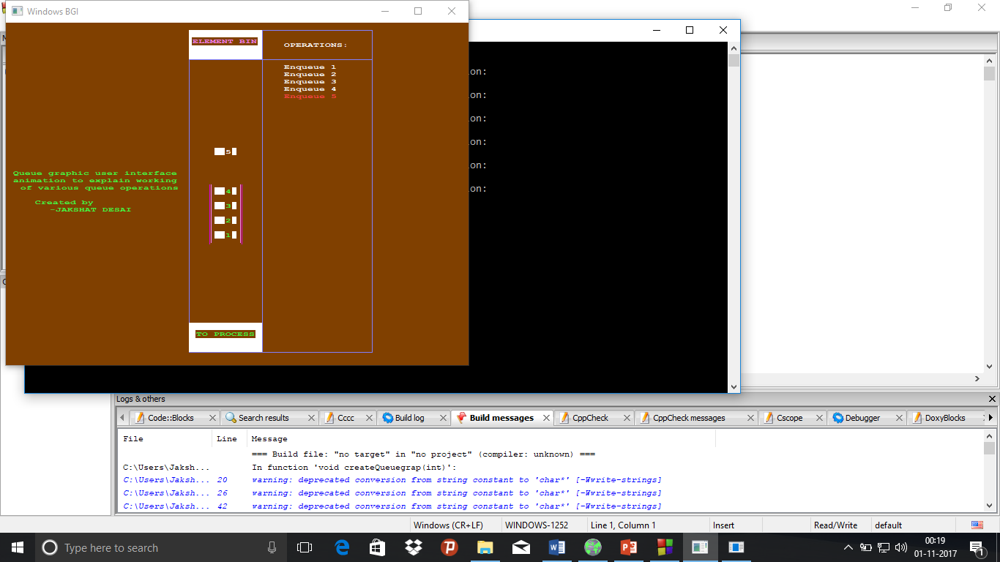 Windows BGI
ELEMENT BIN
OPERATIONS:
Enqueue 1
Enqueue 2
Enqueue 3
Enqueue 4
Enqueue 5
5
4
3
2
1
TO PROCESS
Queue graphic user interface
animation to explain working
of various queue operations
Created by
-JAKSHAT DESAI
ion:
ion:
ion:
ion:
ion:
ion:
Logs & others
Code::Blocks
Search results
Cccc
Build log
Build messages
CppCheck
CppCheck messages
Cscope
Debugger
DoxyBlocks
File Line Message
=== Build file: "no target" in "no project" (compiler: unknown) ===
C:\Users\Jaksh... In function 'void createQueuegrap(int)':
C:\Users\Jaksh... 20 warning: deprecated conversion from string constant to 'char*' [-Wwrite-strings]
C:\Users\Jaksh... 26 warning: deprecated conversion from string constant to 'char*' [-Wwrite-strings]
C:\Users\Jaksh... 42 warning: deprecated conversion from string constant to 'char*' [-Wwrite-strings]
Windows (CR+LF) WINDOWS-1252 Line 1, Column 1 Insert Read/Write default
Type here to search
00:19
01-11-2017
1